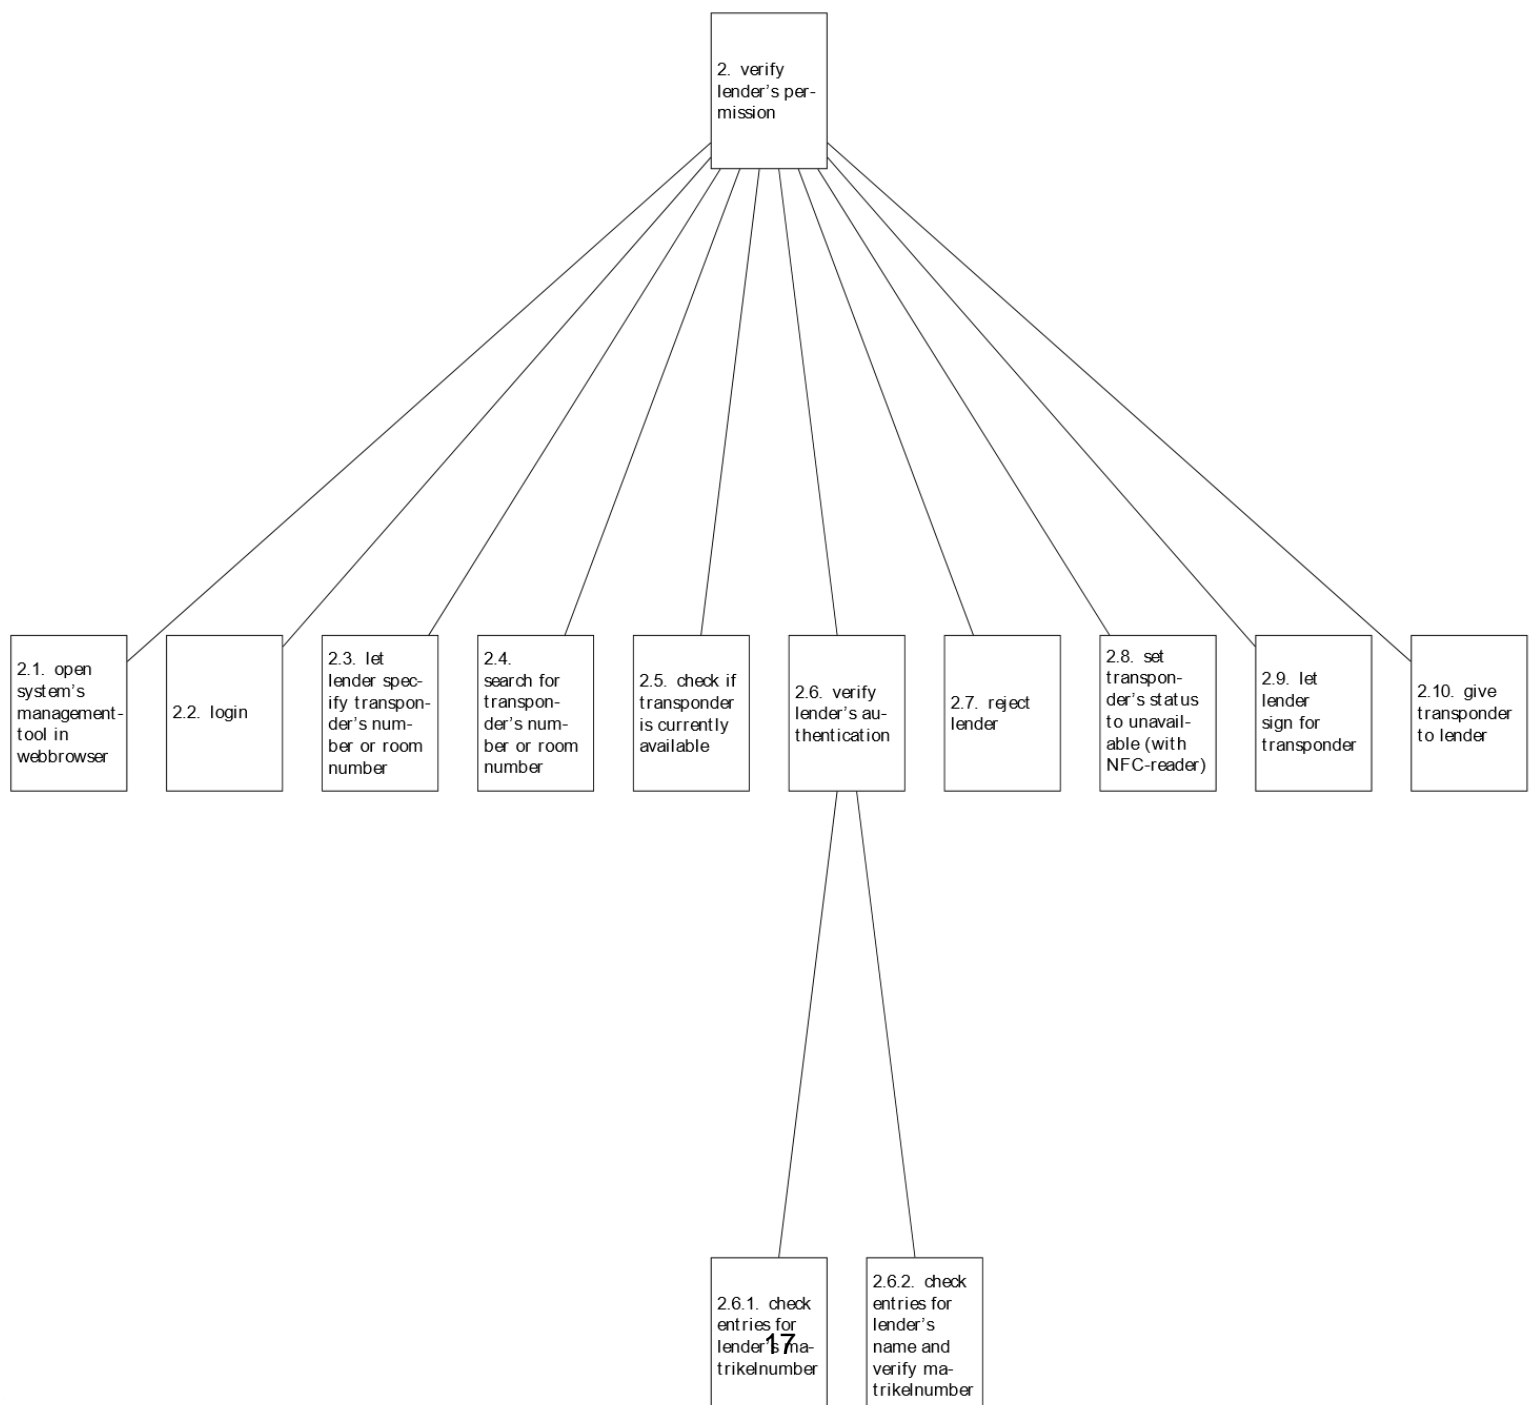 2. verify
lender's per-
mission
2.1. open
system's
management-
tool in
webbrowser
2.2. login
2.3. let
lender spec-
ify transpon-
der's num-
ber or room
number
2.4.
search for
transpon-
der's num-
ber or room
number
2.5. check if
transponder
is currently
available
2.6. verify
lender's au-
thentication
2.7. reject
lender
2.8. set
transpon-
der's status
to unavail-
able (with
NFC-reader)
2.9. let
lender
sign for
transponder
2.10. give
transponder
to lender
2.6.1. check
entries for
lender's ma-
trikelnumber
2.6.2. check
entries for
lender's
name and
verify ma-
trikelnumber
17